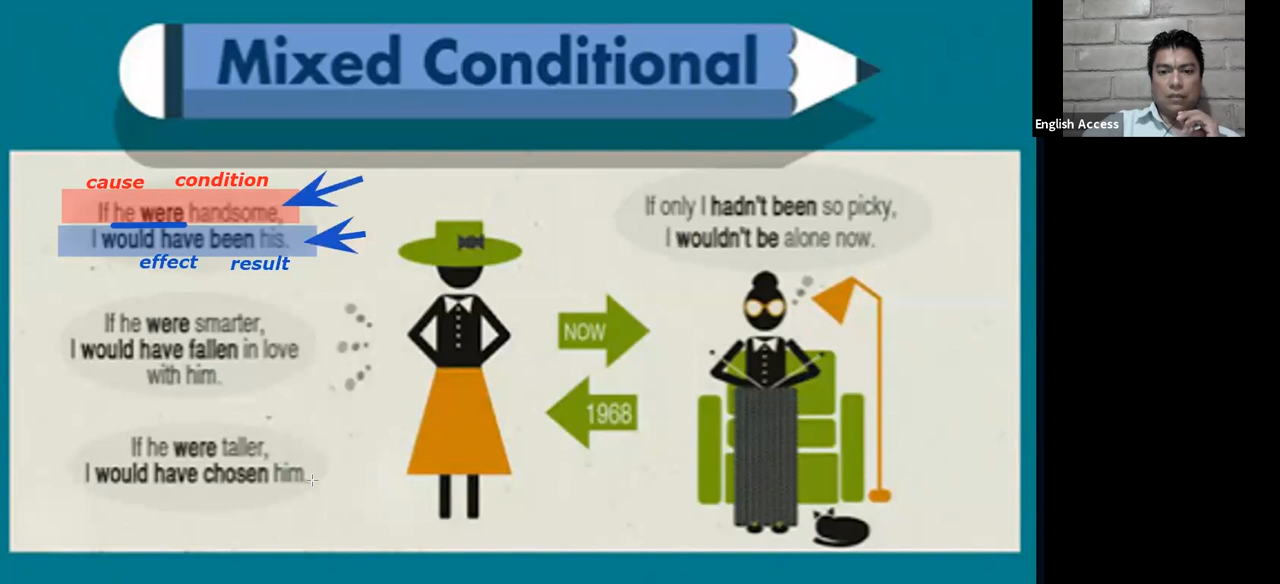 Mixed Conditional
English Access
cause condition
If he were handsome,
I would have been his.
effect result
If he were smarter,
I would have fallen in love
with him.
If he were taller,
I would have chosen him.
NOW
1968
If only I hadn't been so picky,
I wouldn't be alone now.